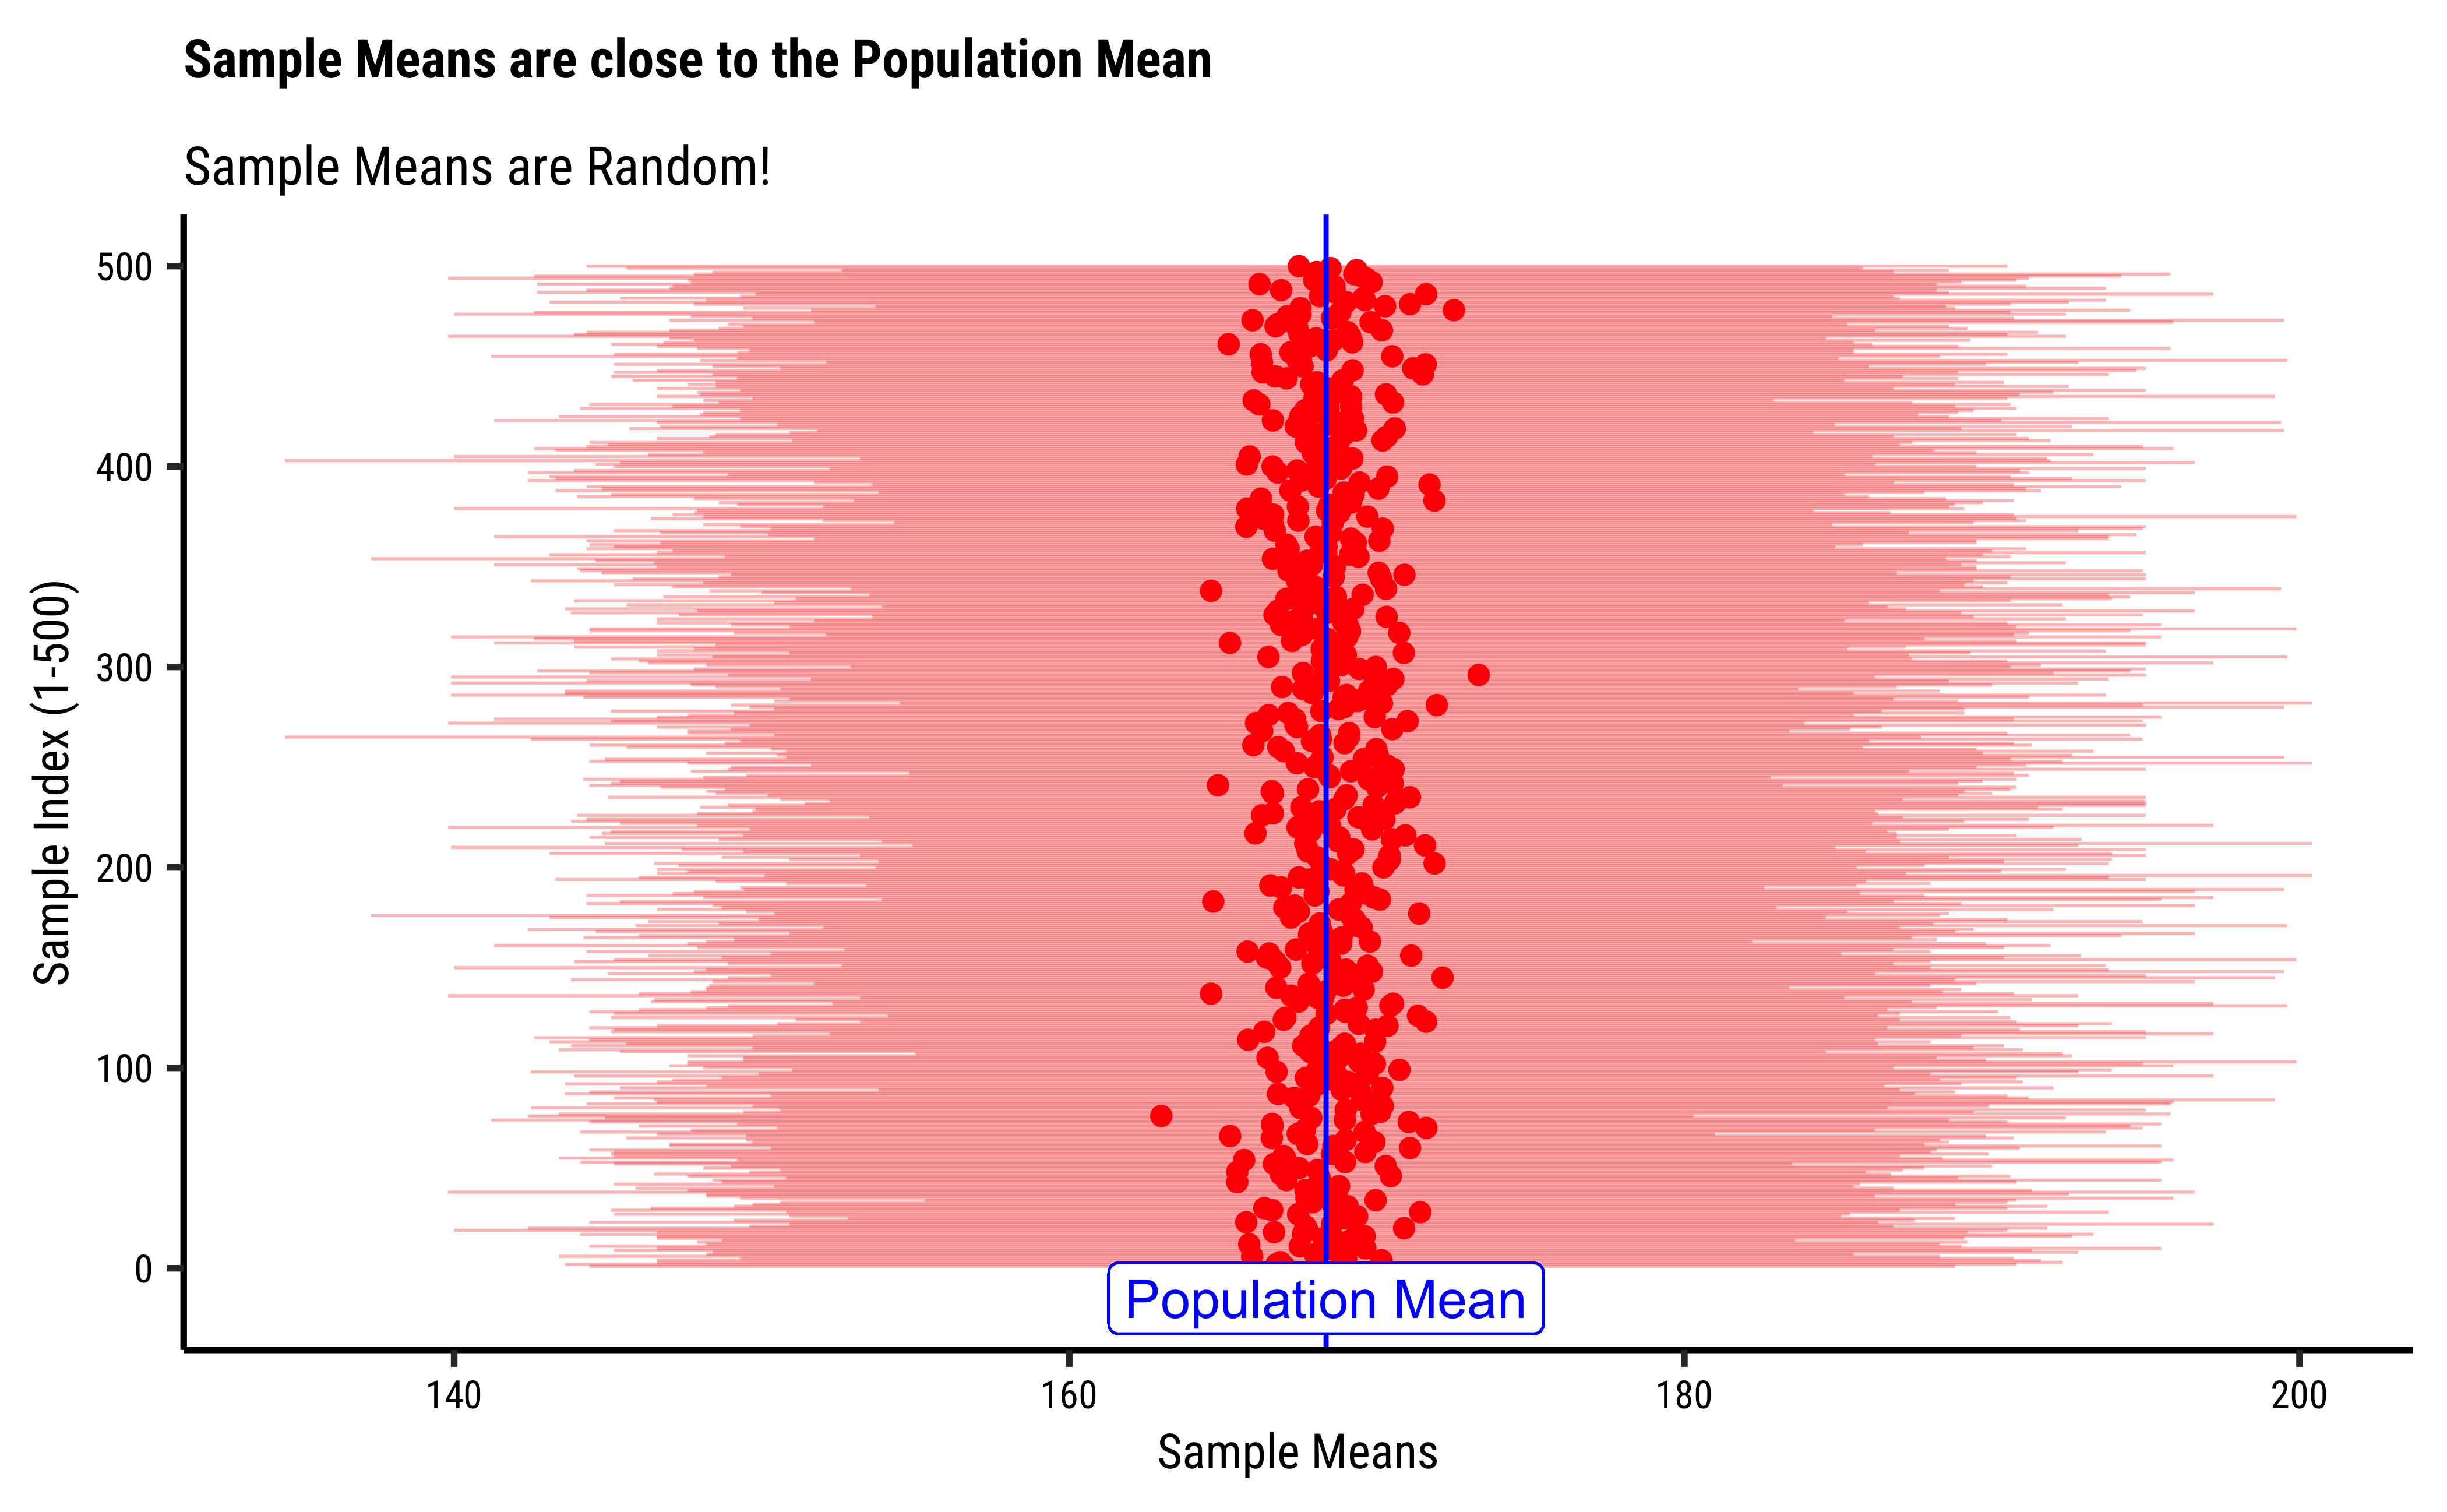 Sample Means are close to the Population Mean
Sample Means are Random!
500
400
300
200
100
0
Sample Index (1-500)
Population Mean
140 160 180 200
Sample Means